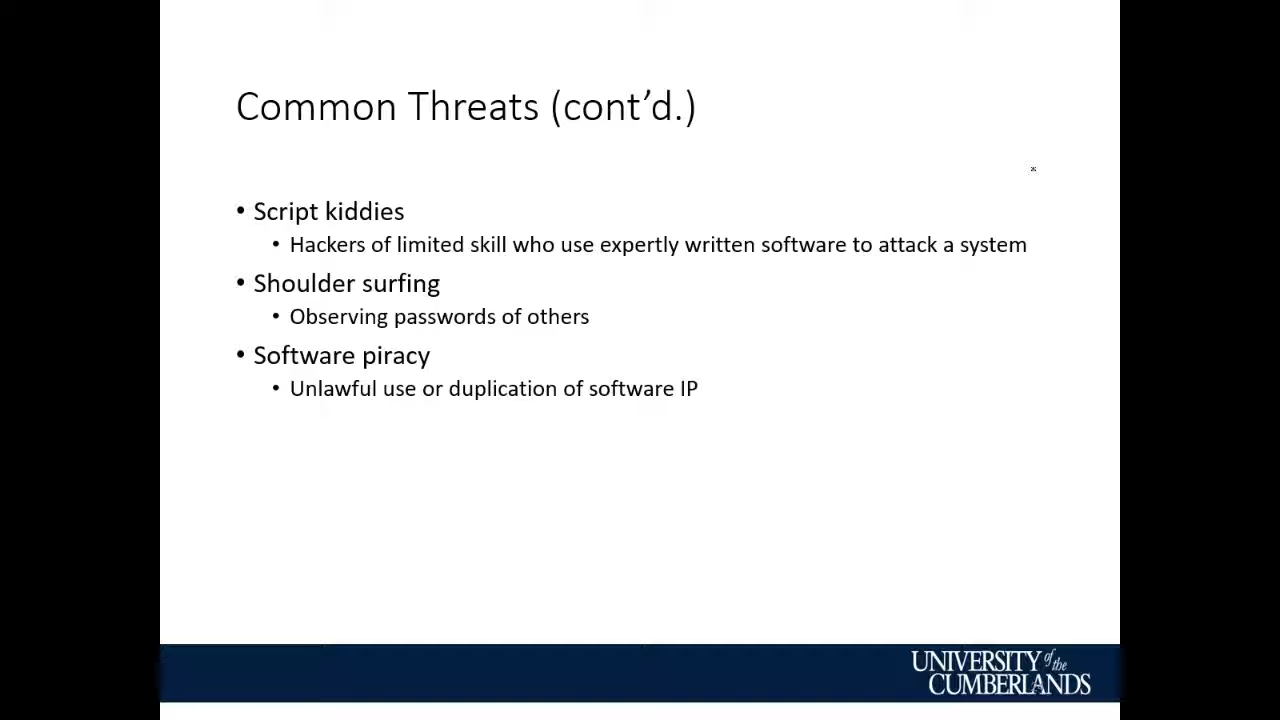 Common Threats (cont’d.)
• Script kiddies
• Hackers of limited skill who use expertly written software to attack a system
• Shoulder surfing
• Observing passwords of others
• Software piracy
• Unlawful use or duplication of software IP
UNIVERSITY of the
CUMBERLANDS